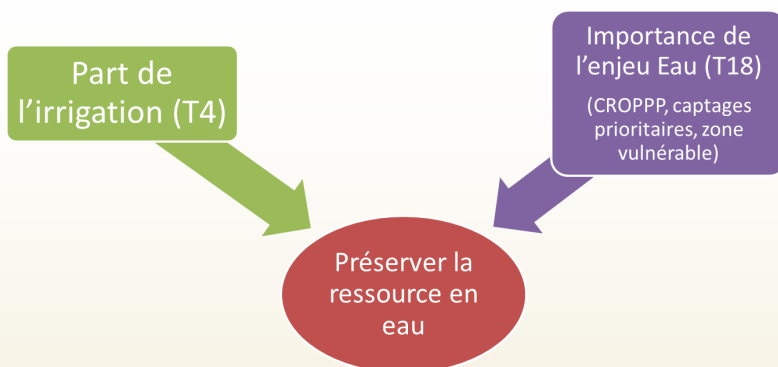 Part de
l'irrigation (T4)
Importance de
l'enjeu Eau (T18)
(CROPPP, captages
prioritaires, zone
vulnérable)
Préserver la
ressource en
eau